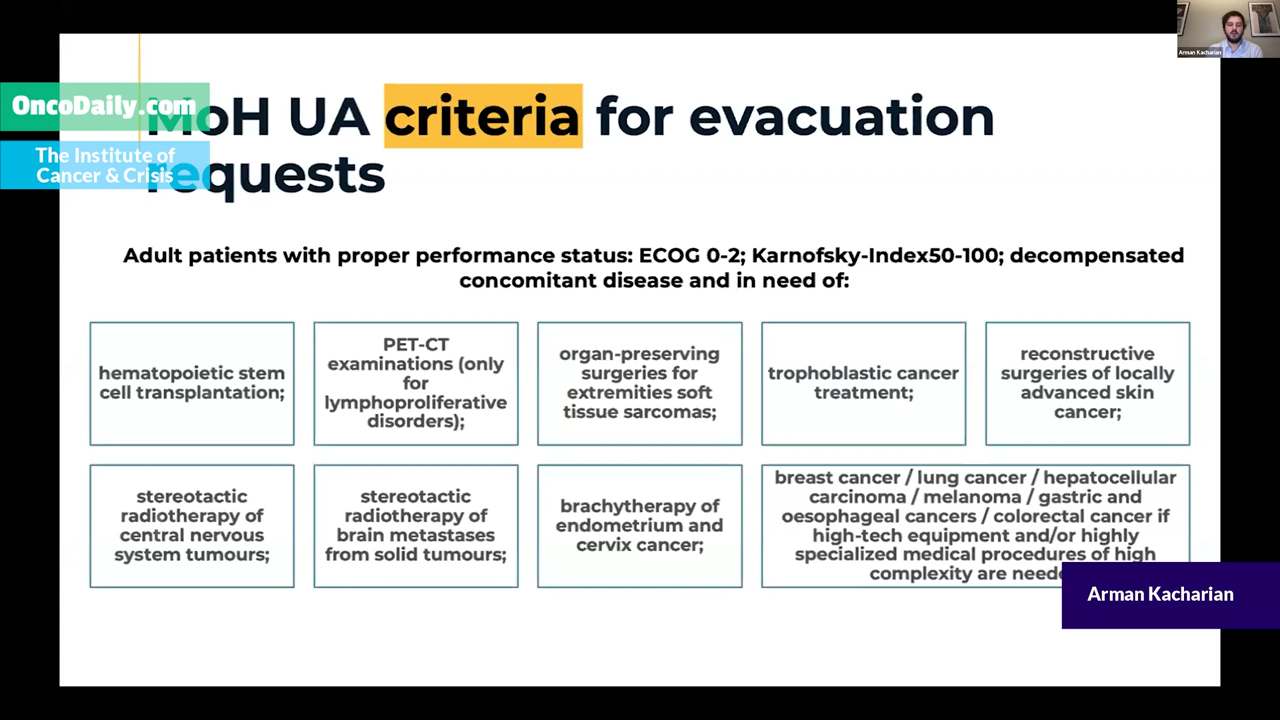 Arman Kacharian
OncoDaily.com
The Institute of
Cancer & Crisis
MoH UA criteria for evacuation
requests
Adult patients with proper performance status: ECOG 0-2; Karnofsky-Index50-100; decompensated
concomitant disease and in need of:
hematopoietic stem
cell transplantation;
PET-CT
examinations (only
for
lymphoproliferative
disorders);
organ-preserving
surgeries for
extremities soft
tissue sarcomas;
trophoblastic cancer
treatment;
reconstructive
surgeries of locally
advanced skin
cancer;
stereotactic
radiotherapy of
central nervous
system tumours;
stereotactic
radiotherapy of
brain metastases
from solid tumours;
brachytherapy of
endometrium and
cervix cancer;
breast cancer / lung cancer / hepatocellular
carcinoma / melanoma / gastric and
oesophageal cancers / colorectal cancer if
high-tech equipment and/or highly
specialized medical procedures of high
complexity are
Arman Kacharian